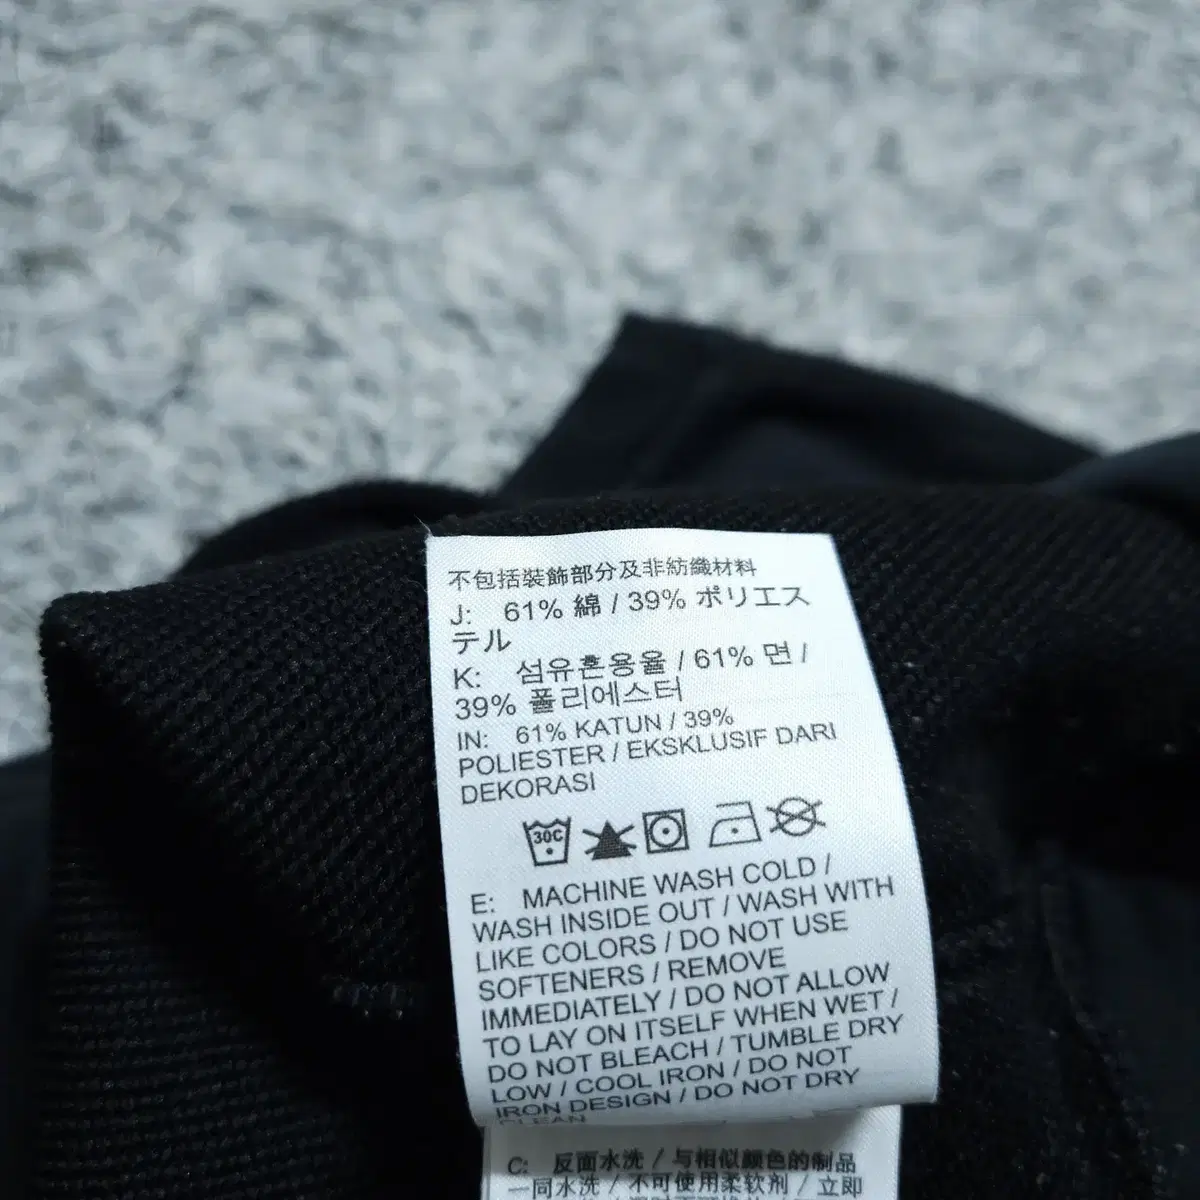 不包括裝飾部分及非紡織材料
J: 61% 綿 / 39% ポリエス
テル
K: 섬유혼용율 / 61% 면 /
39% 폴리에스터
IN: 61% KATUN / 39%
POLIESTER / EKSKLUSIF DARI
DEKORASI
30C
E: MACHINE WASH COLD /
WASH INSIDE OUT / WASH WITH
LIKE COLORS / DO NOT USE
SOFTENERS / REMOVE
IMMEDIATELY / DO NOT ALLOW
TO LAY ON ITSELF WHEN WET /
DO NOT BLEACH / TUMBLE DRY
LOW / COOL IRON / DO NOT
IRON DESIGN / DO NOT DRY
CLEAN
C: 反面水洗 / 与相似颜色的制品
一同水洗 / 不可使用柔软剂 / 立即